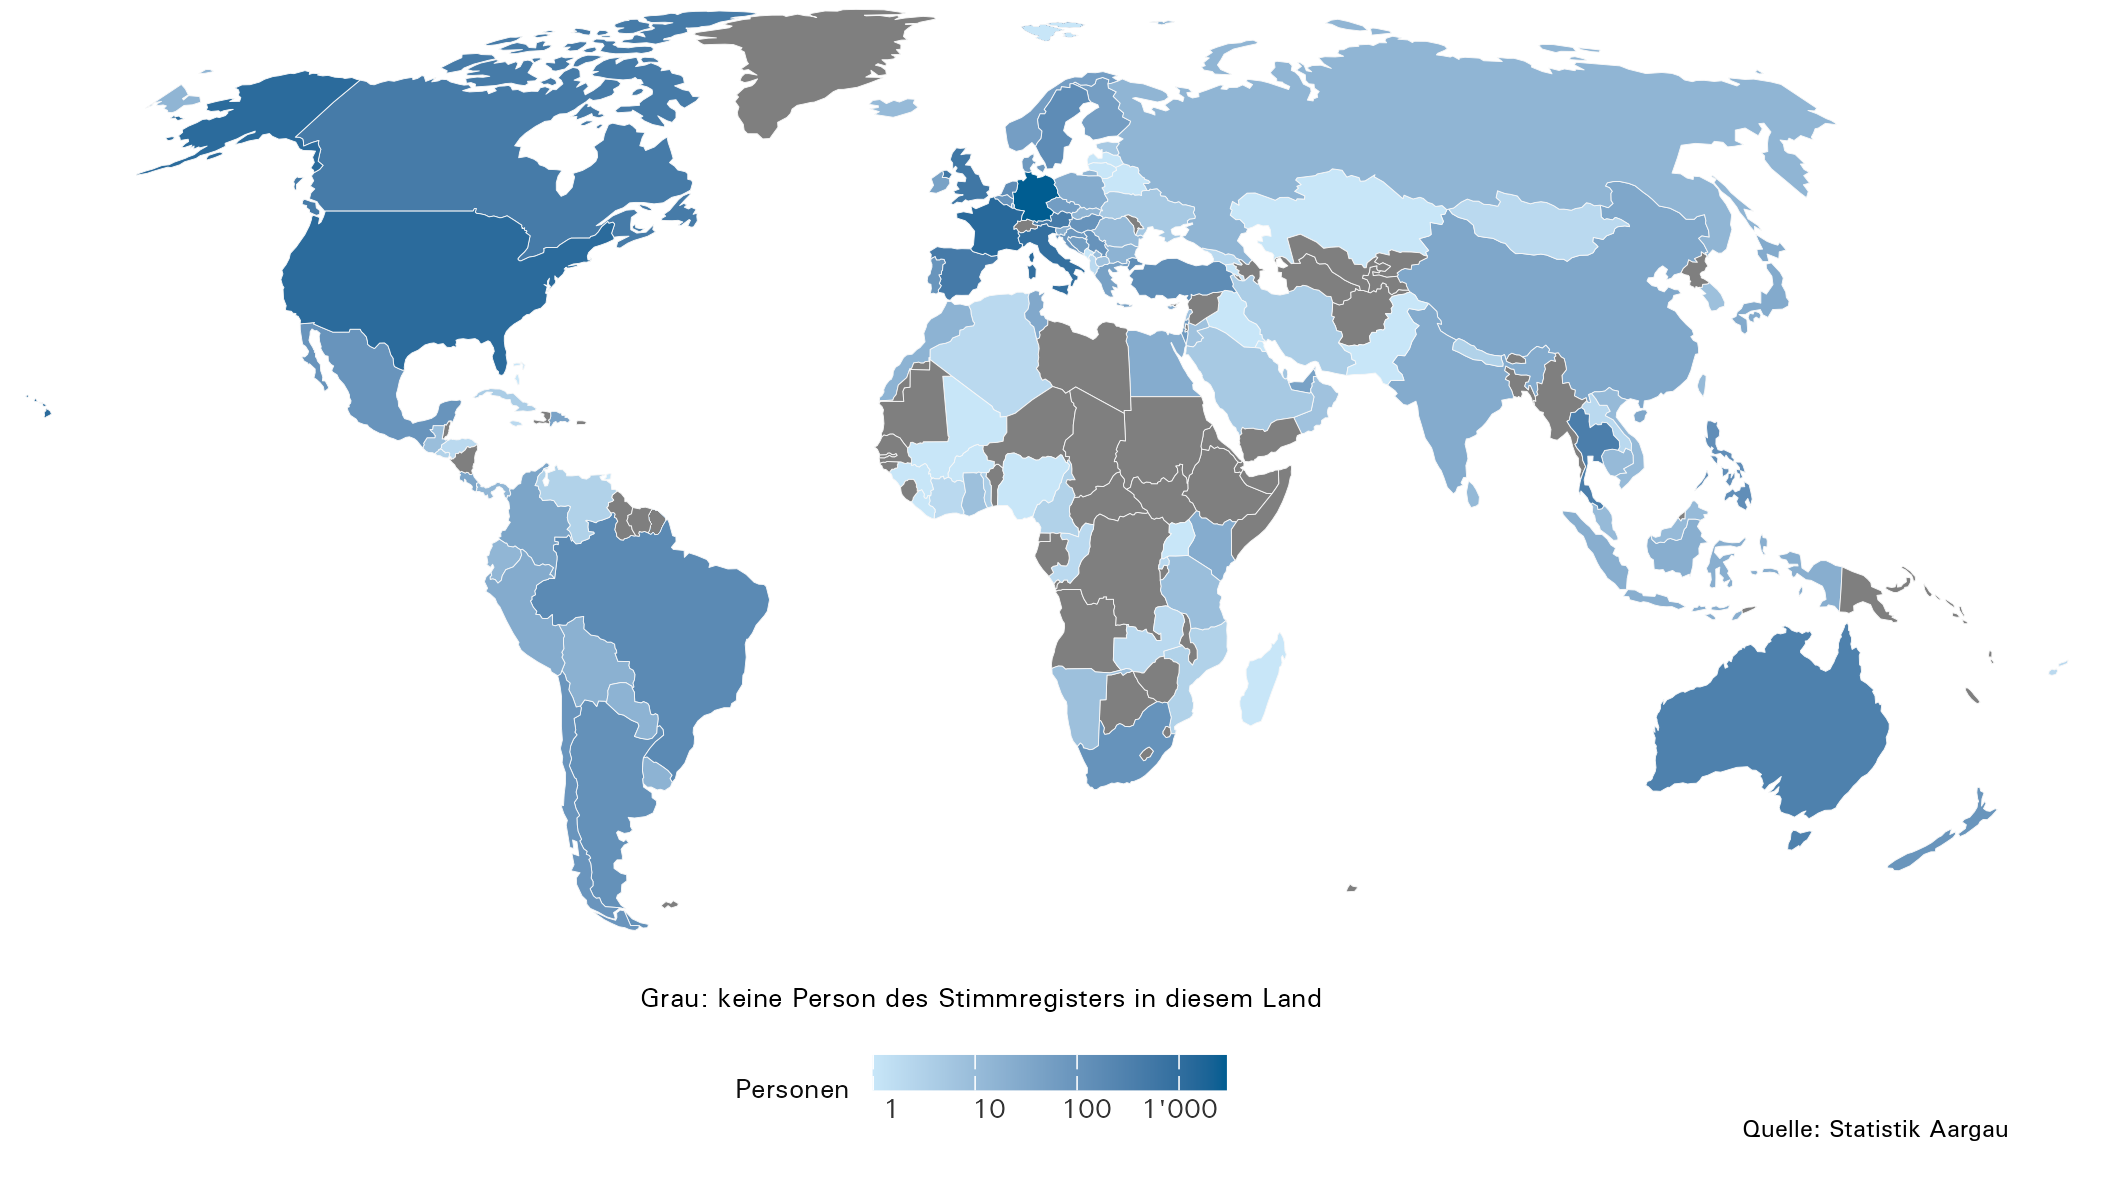 Grau: keine Person des Stimmregisters in diesem Land
Personen
1 10 100 1'000
Quelle: Statistik Aargau